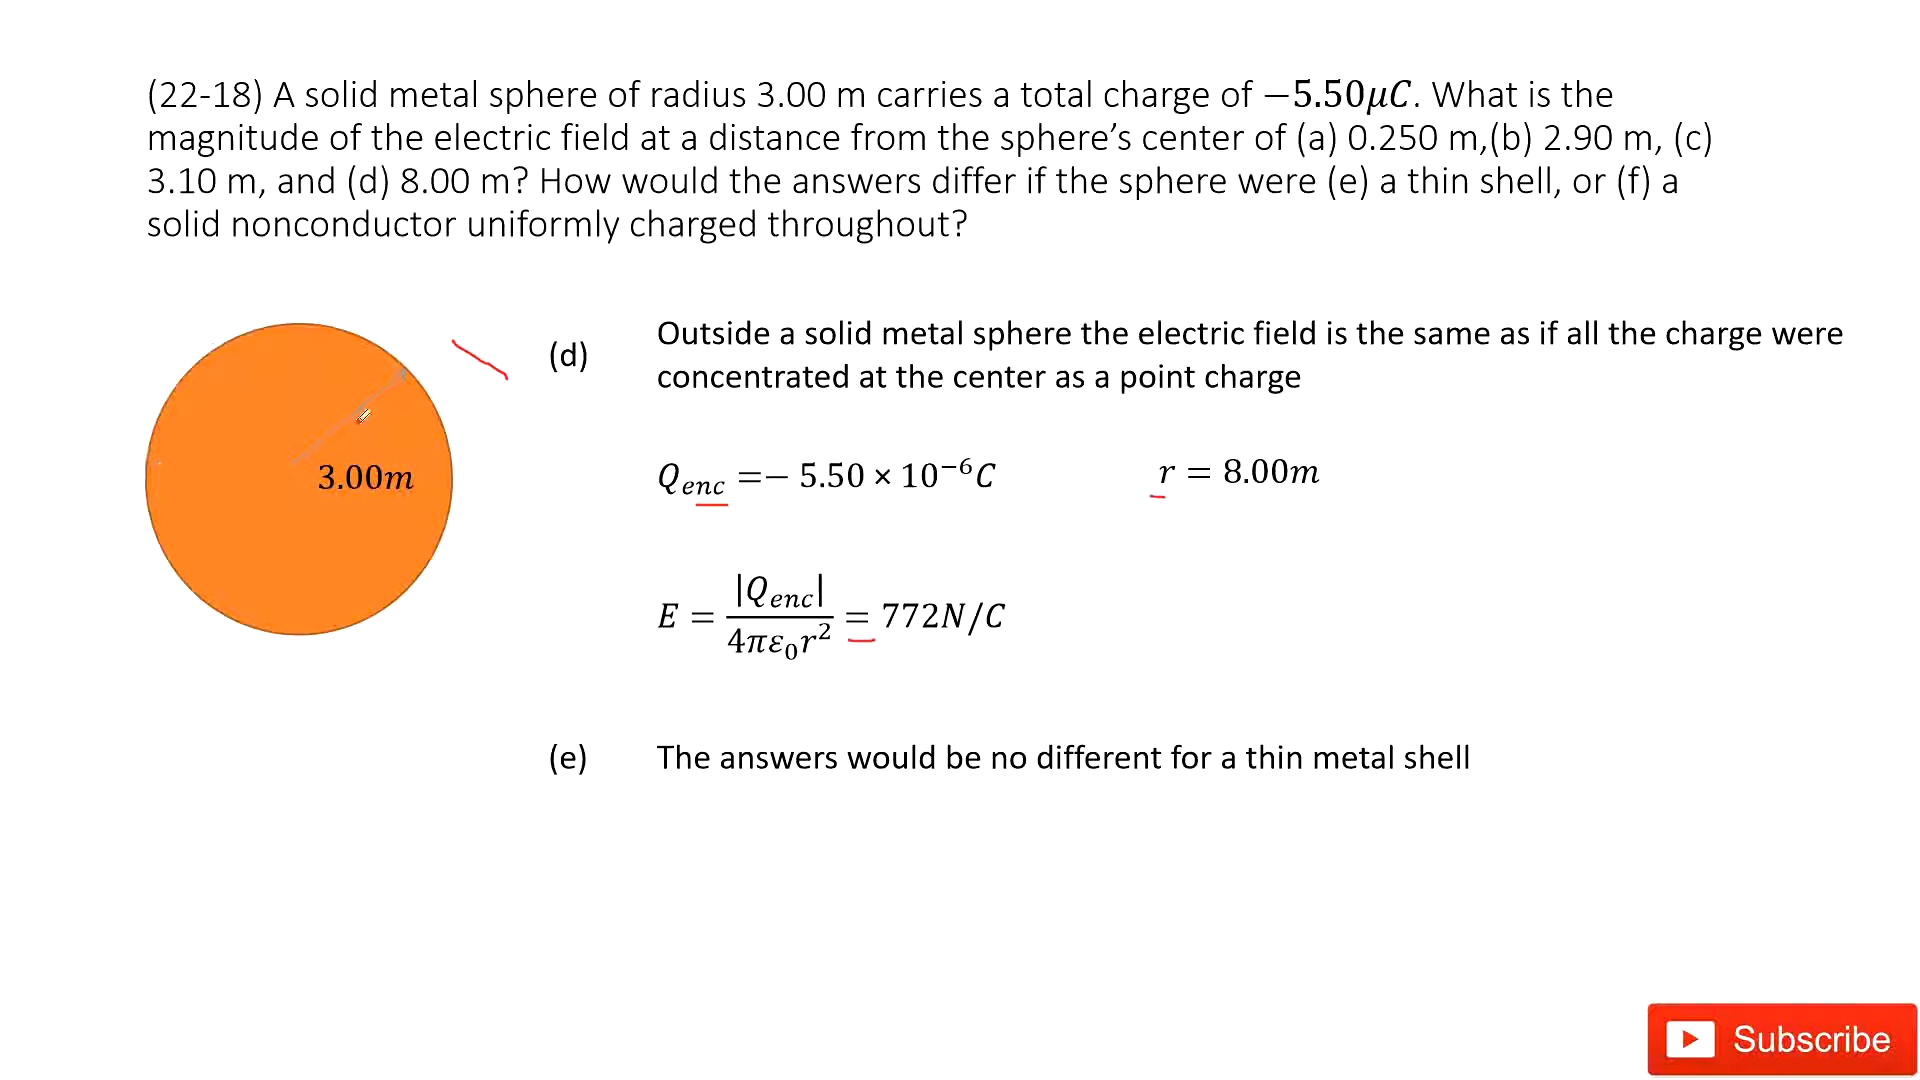 (22-18) A solid metal sphere of radius 3.00 m carries a total charge of −5.50μC. What is the
magnitude of the electric field at a distance from the sphere’s center of (a) 0.250 m,(b) 2.90 m, (c)
3.10 m, and (d) 8.00 m? How would the answers differ if the sphere were (e) a thin shell, or (f) a
solid nonconductor uniformly charged throughout?
(d) Outside a solid metal sphere the electric field is the same as if all the charge were
concentrated at the center as a point charge
3.00m
Q_enc =− 5.50 × 10⁻⁶C r = 8.00m
E = |Q_enc| / 4πε₀r² = 772N/C
(e) The answers would be no different for a thin metal shell
Subscribe